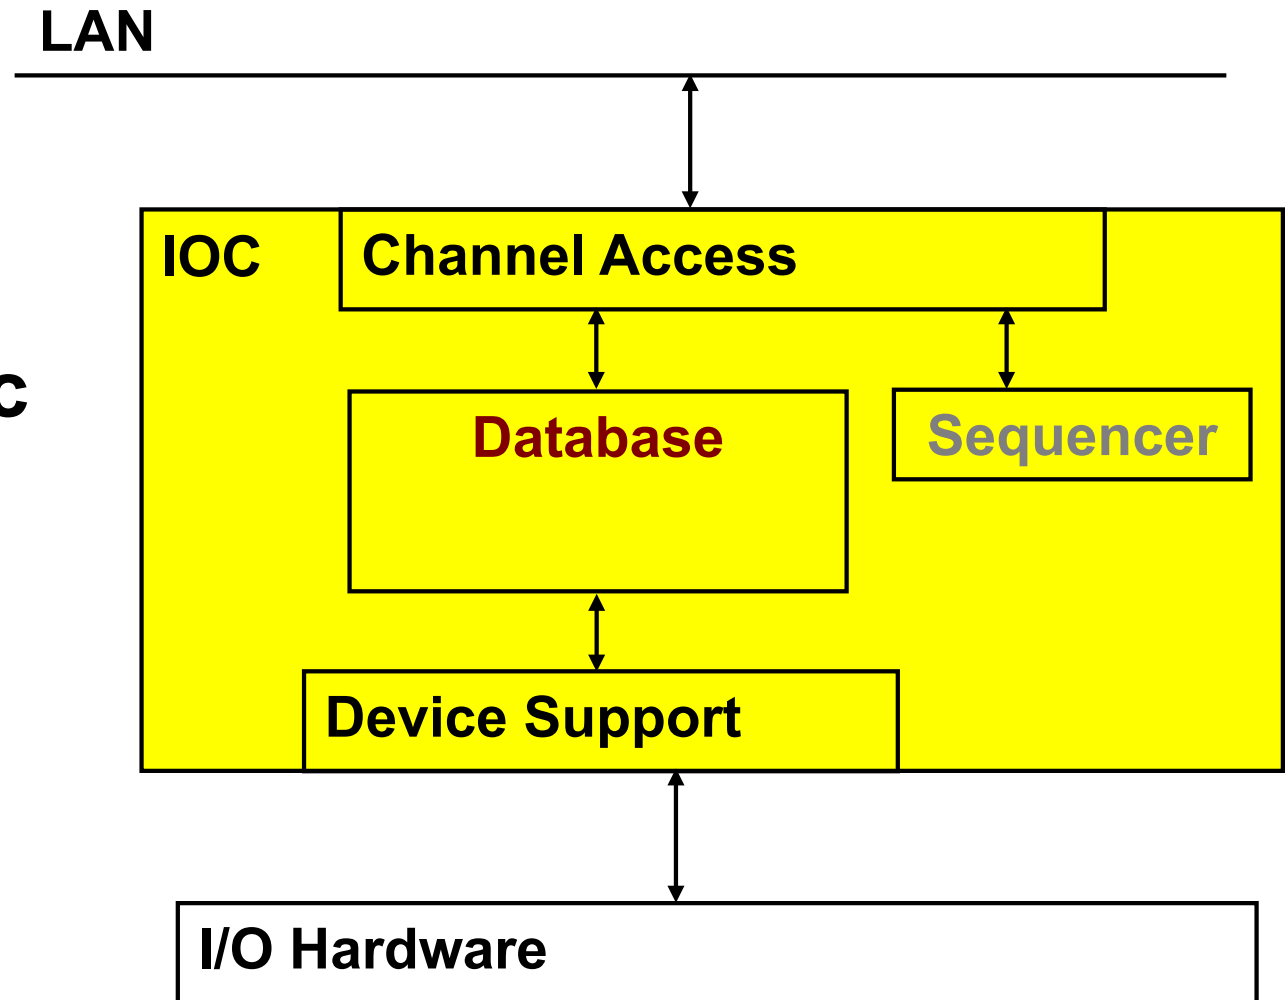 LAN
IOC
Channel Access
c
Database
Sequencer
Device Support
I/O Hardware